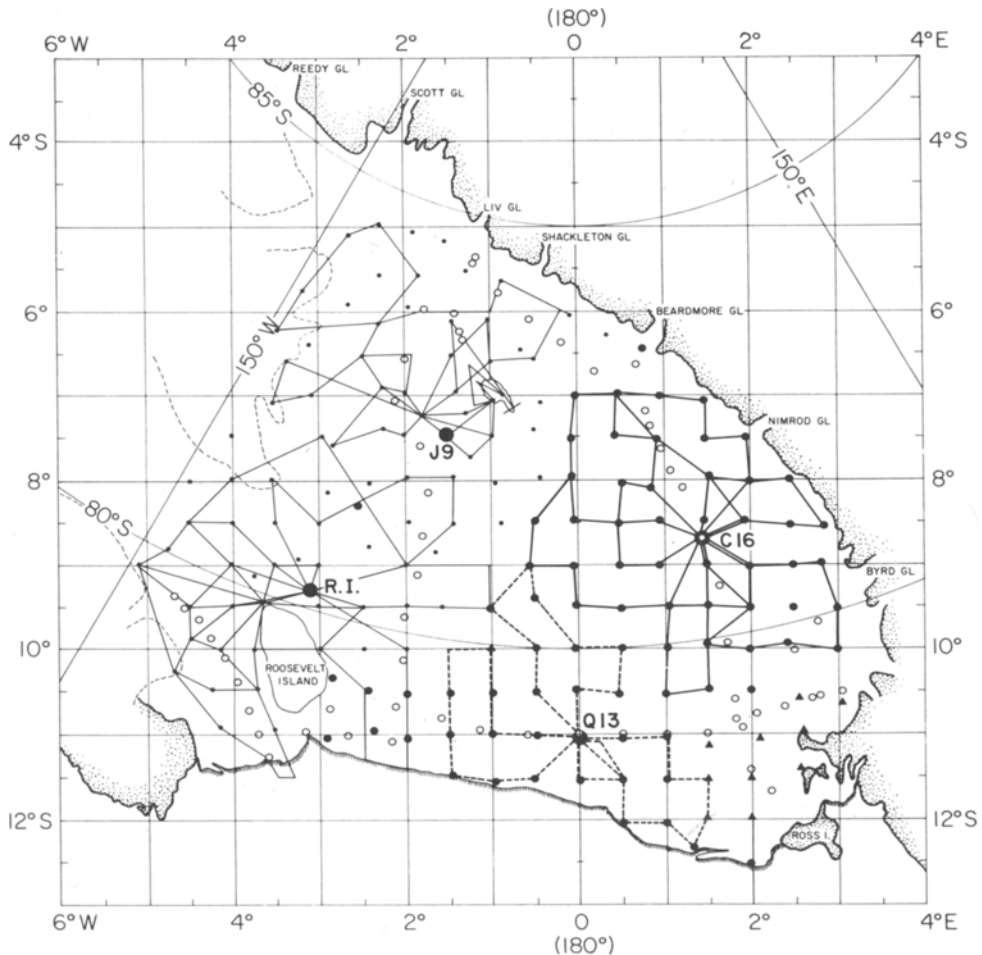 (180°)
6°W 4° 2° 0 2° 4°E
REEDY GL
SCOTT GL
85°S
4°S 4°S
150°E
LIV GL
SHACKLETON GL
6° BEARDMORE GL 6°
150°W
NIMROD GL
J9
8° 8°
80°S
C16
R.I.
BYRD GL
10° 10°
ROOSEVELT
ISLAND
Q13
12°S 12°S
ROSS I.
6°W 4° 2° 0 2° 4°E
(180°)